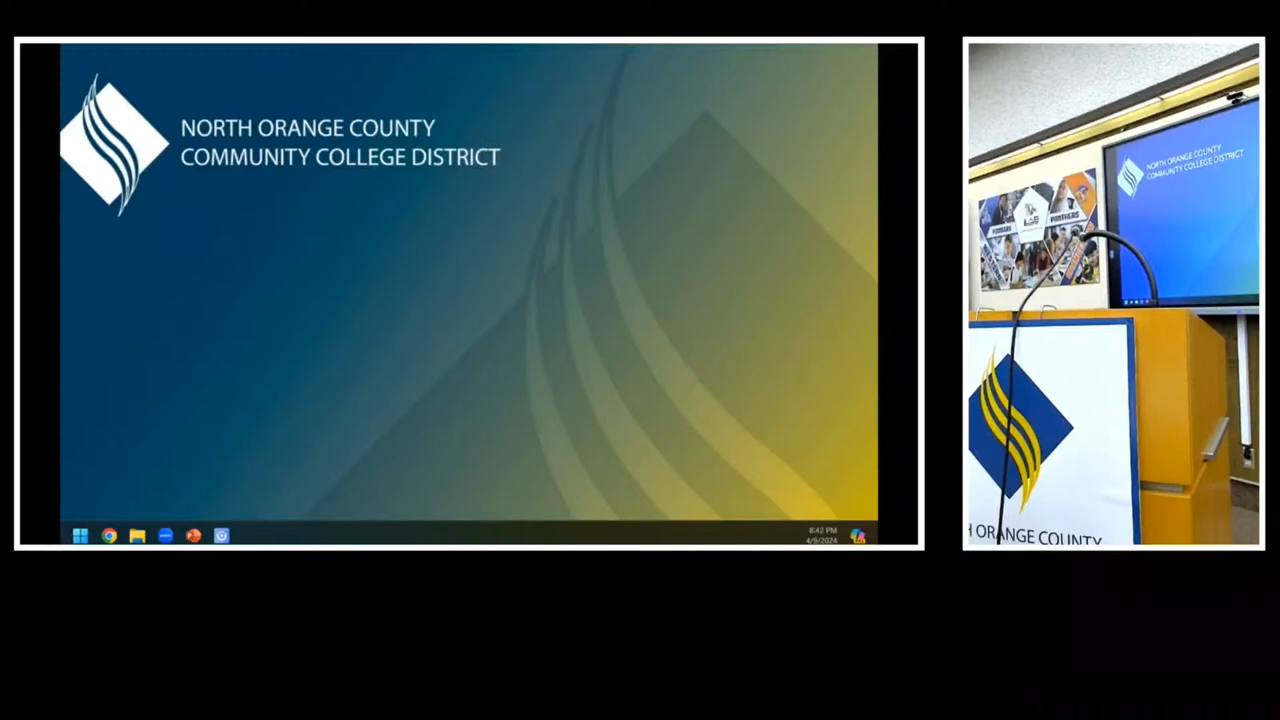 NORTH ORANGE COUNTY
COMMUNITY COLLEGE DISTRICT
8:42 PM
4/9/2024
NORTH ORANGE COUNTY
COMMUNITY COLLEGE DISTRICT
LAB
H ORANGE COUNTY